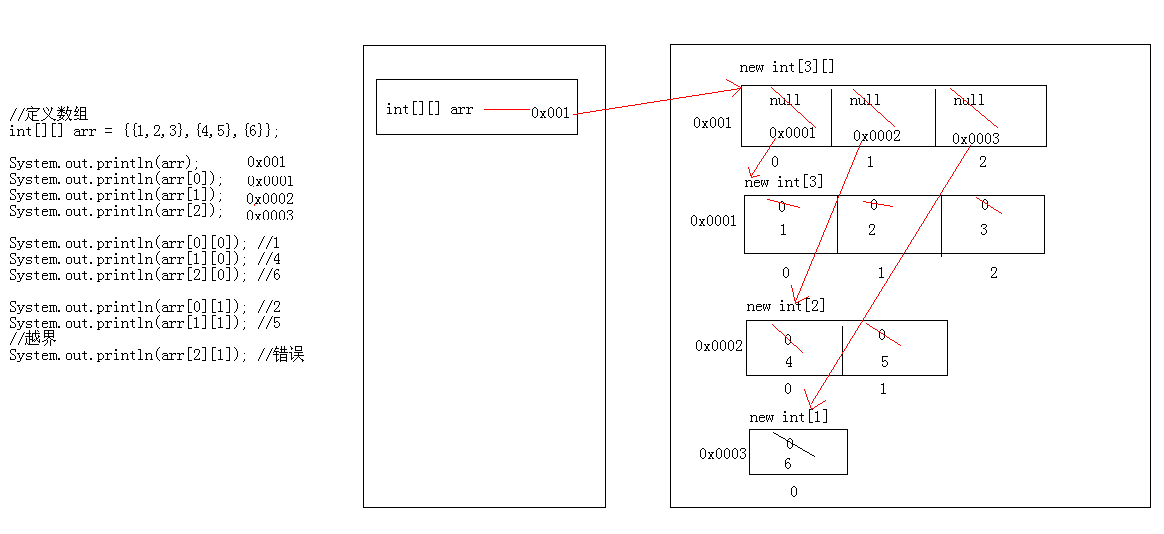 //定义数组
int[][] arr = {{1,2,3},{4,5},{6}};
System.out.println(arr); 0x001
System.out.println(arr[0]); 0x0001
System.out.println(arr[1]); 0x0002
System.out.println(arr[2]); 0x0003
System.out.println(arr[0][0]); //1
System.out.println(arr[1][0]); //4
System.out.println(arr[2][0]); //6
System.out.println(arr[0][1]); //2
System.out.println(arr[1][1]); //5
//越界
System.out.println(arr[2][1]); //错误
int[][] arr 0x001
new int[3][]
null null null
0x001
0x0001 0x0002 0x0003
0 1 2
new int[3]
0 0 0
0x0001
1 2 3
0 1 2
new int[2]
0 0
0x0002
4 5
0 1
new int[1]
0
0x0003
6
0